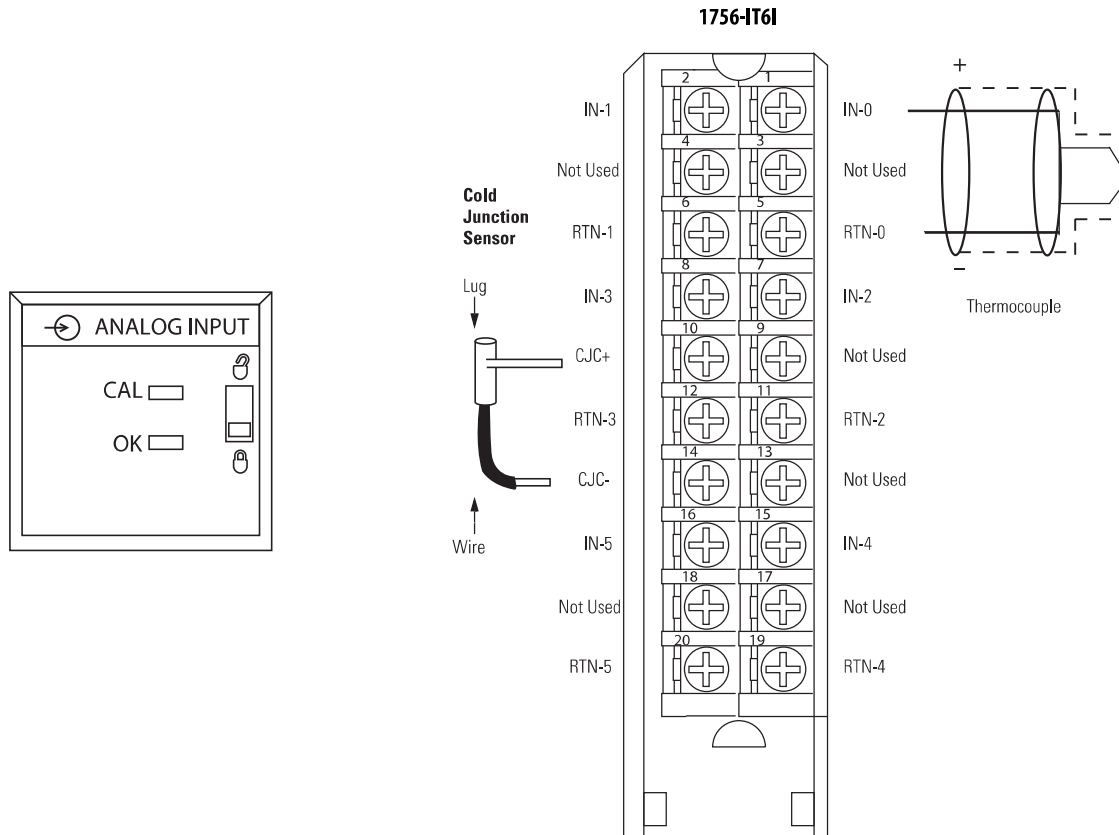 1756-IT6I
2
1
IN-1
IN-0
4
3
Not Used
Not Used
6
5
RTN-1
RTN-0
8
7
IN-3
IN-2
10
9
CJC+
Not Used
12
11
RTN-3
RTN-2
14
13
CJC-
Not Used
16
15
IN-5
IN-4
18
17
Not Used
Not Used
20
19
RTN-5
RTN-4
Cold
Junction
Sensor
Lug
Wire
+
–
Thermocouple
ANALOG INPUT
CAL
OK